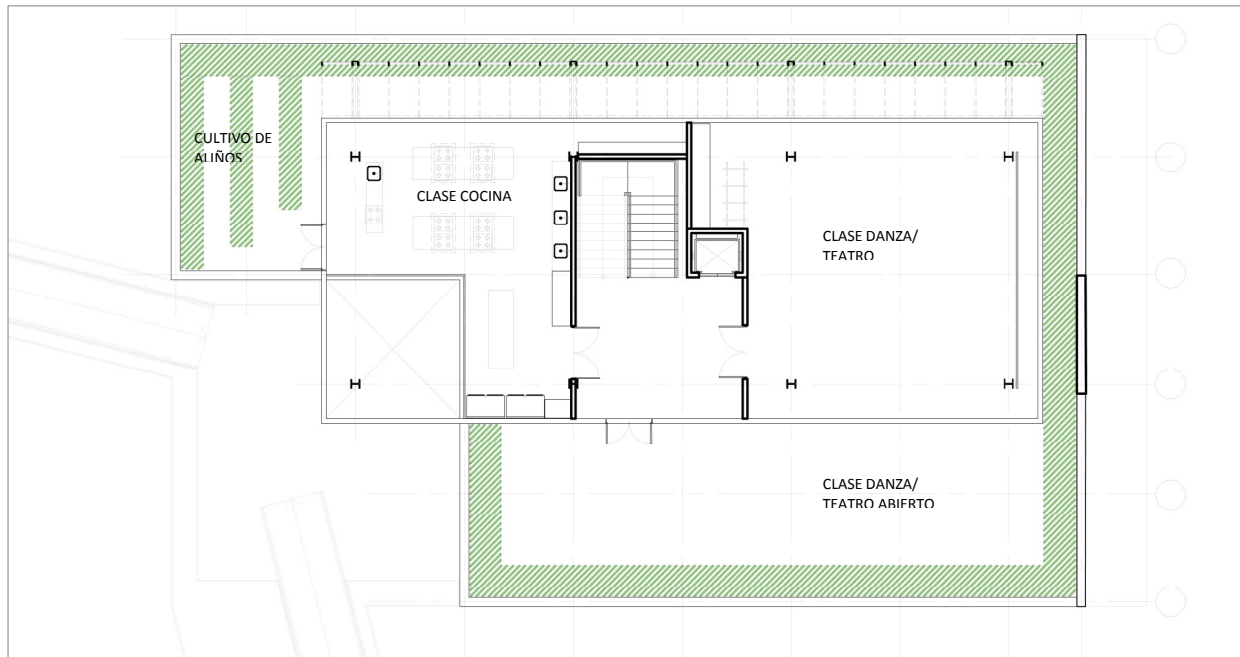 CULTIVO DE
ALIÑOS
CLASE COCINA
CLASE DANZA/
TEATRO
CLASE DANZA/
TEATRO ABIERTO